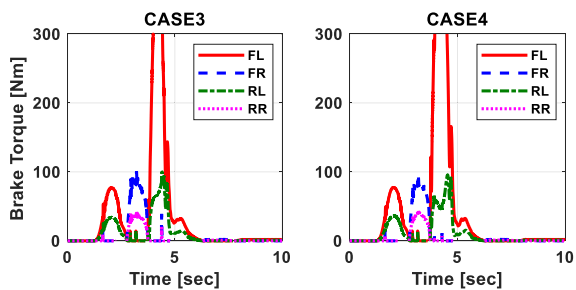 CASE3
CASE4
Brake Torque [Nm]
300
200
100
0
FL
FR
RL
RR
0
5
10
Time [sec]
300
200
100
0
FL
FR
RL
RR
0
5
10
Time [sec]